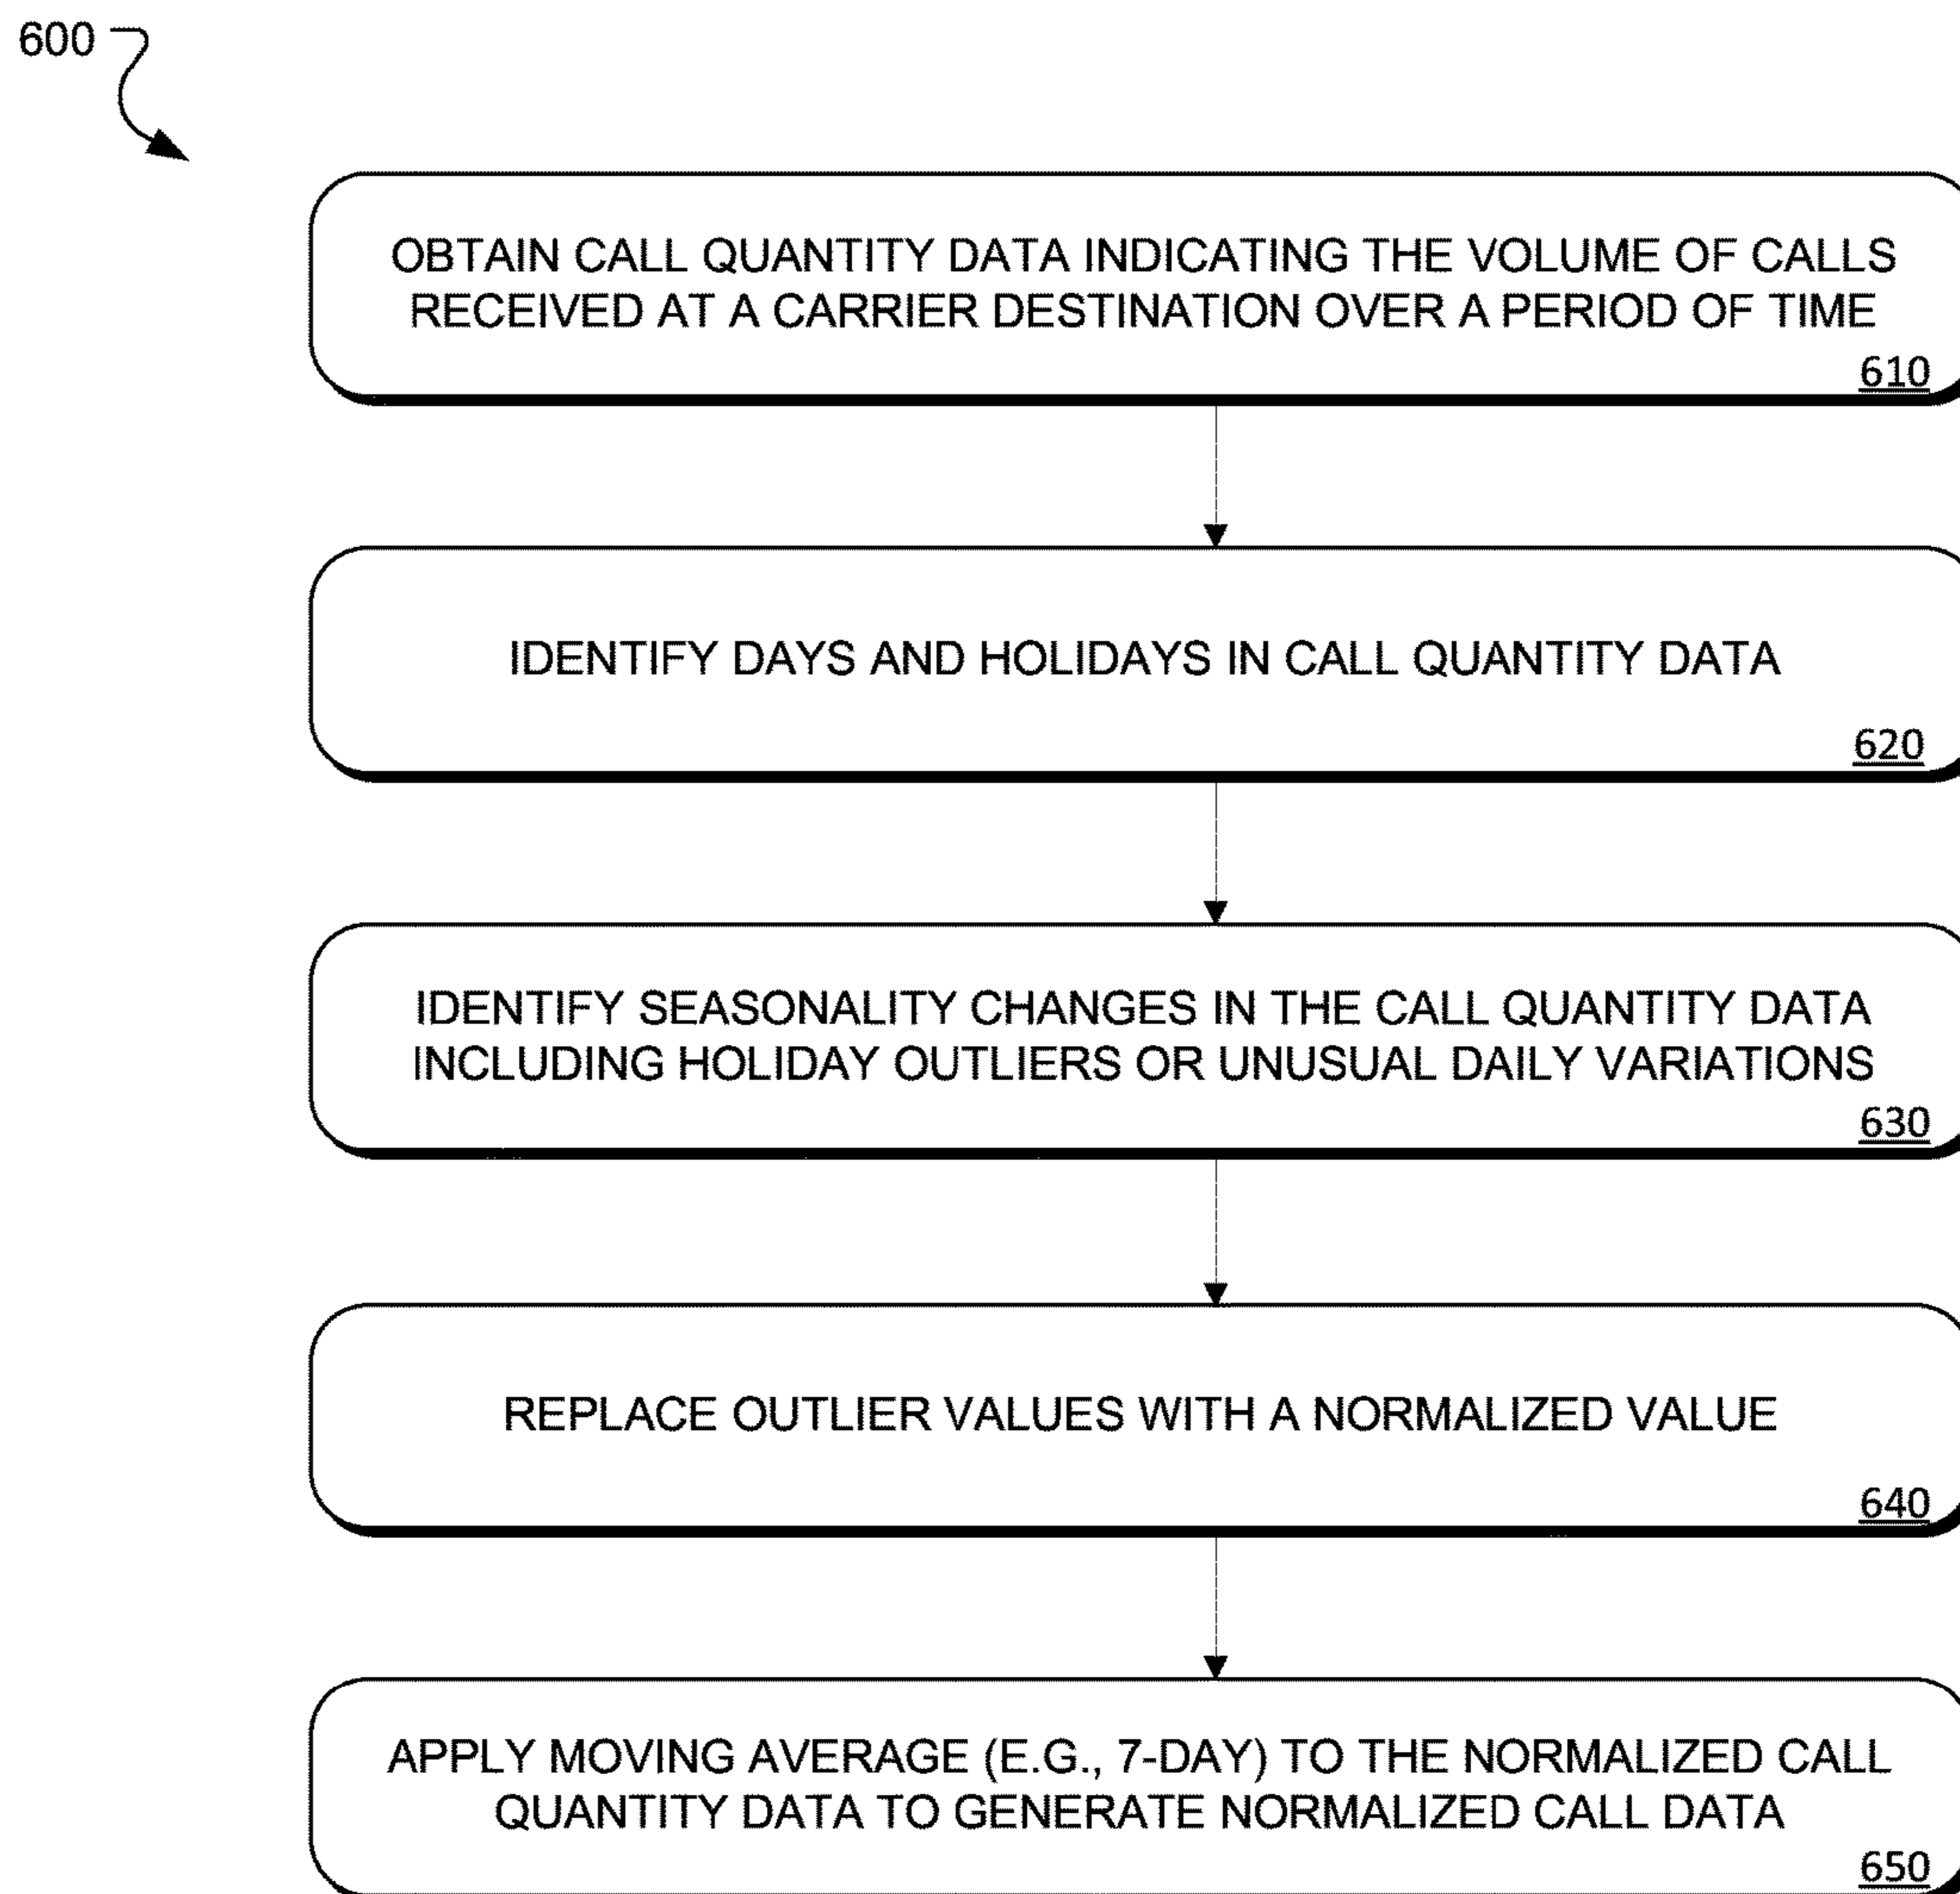 600
OBTAIN CALL QUANTITY DATA INDICATING THE VOLUME OF CALLS
RECEIVED AT A CARRIER DESTINATION OVER A PERIOD OF TIME
610
IDENTIFY DAYS AND HOLIDAYS IN CALL QUANTITY DATA
620
IDENTIFY SEASONALITY CHANGES IN THE CALL QUANTITY DATA
INCLUDING HOLIDAY OUTLIERS OR UNUSUAL DAILY VARIATIONS
630
REPLACE OUTLIER VALUES WITH A NORMALIZED VALUE
640
APPLY MOVING AVERAGE (E.G., 7-DAY) TO THE NORMALIZED CALL
QUANTITY DATA TO GENERATE NORMALIZED CALL DATA
650